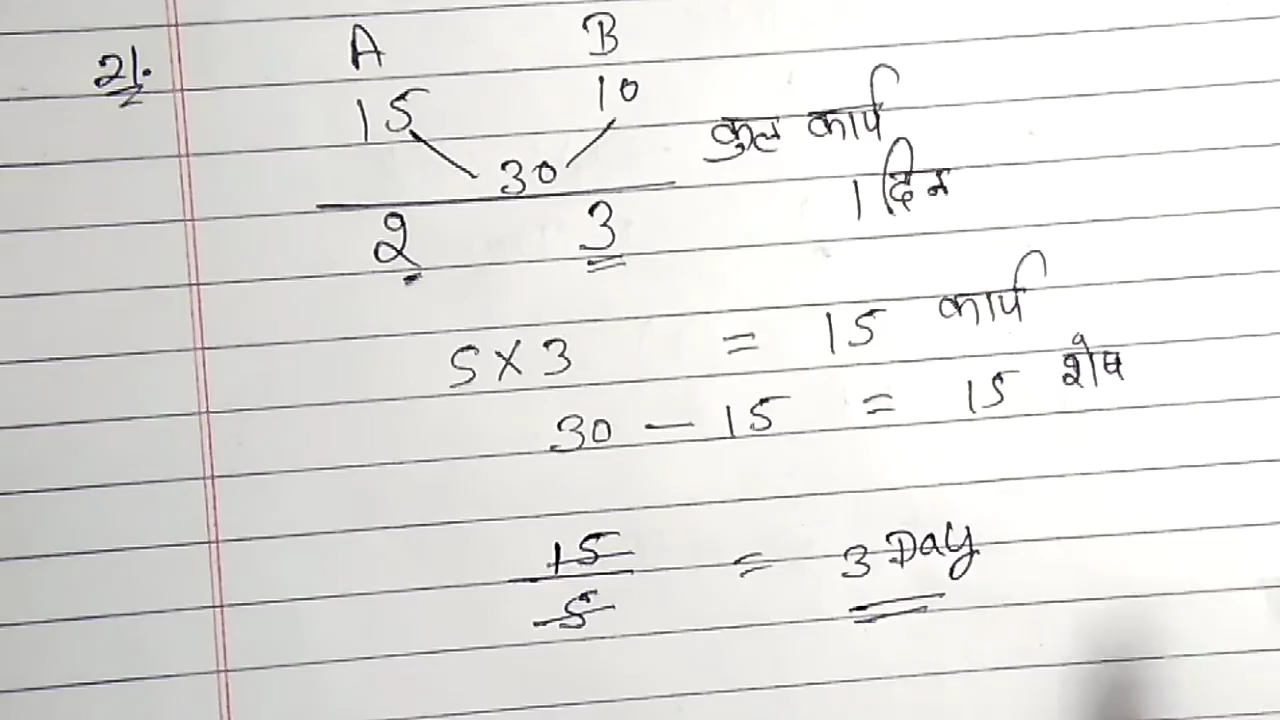 21. A B
15 10
30 कुल कार्य
2 3 1 दिन
5 X 3 = 15 कार्य
30 - 15 = 15 शेष
15/5 = 3 Day